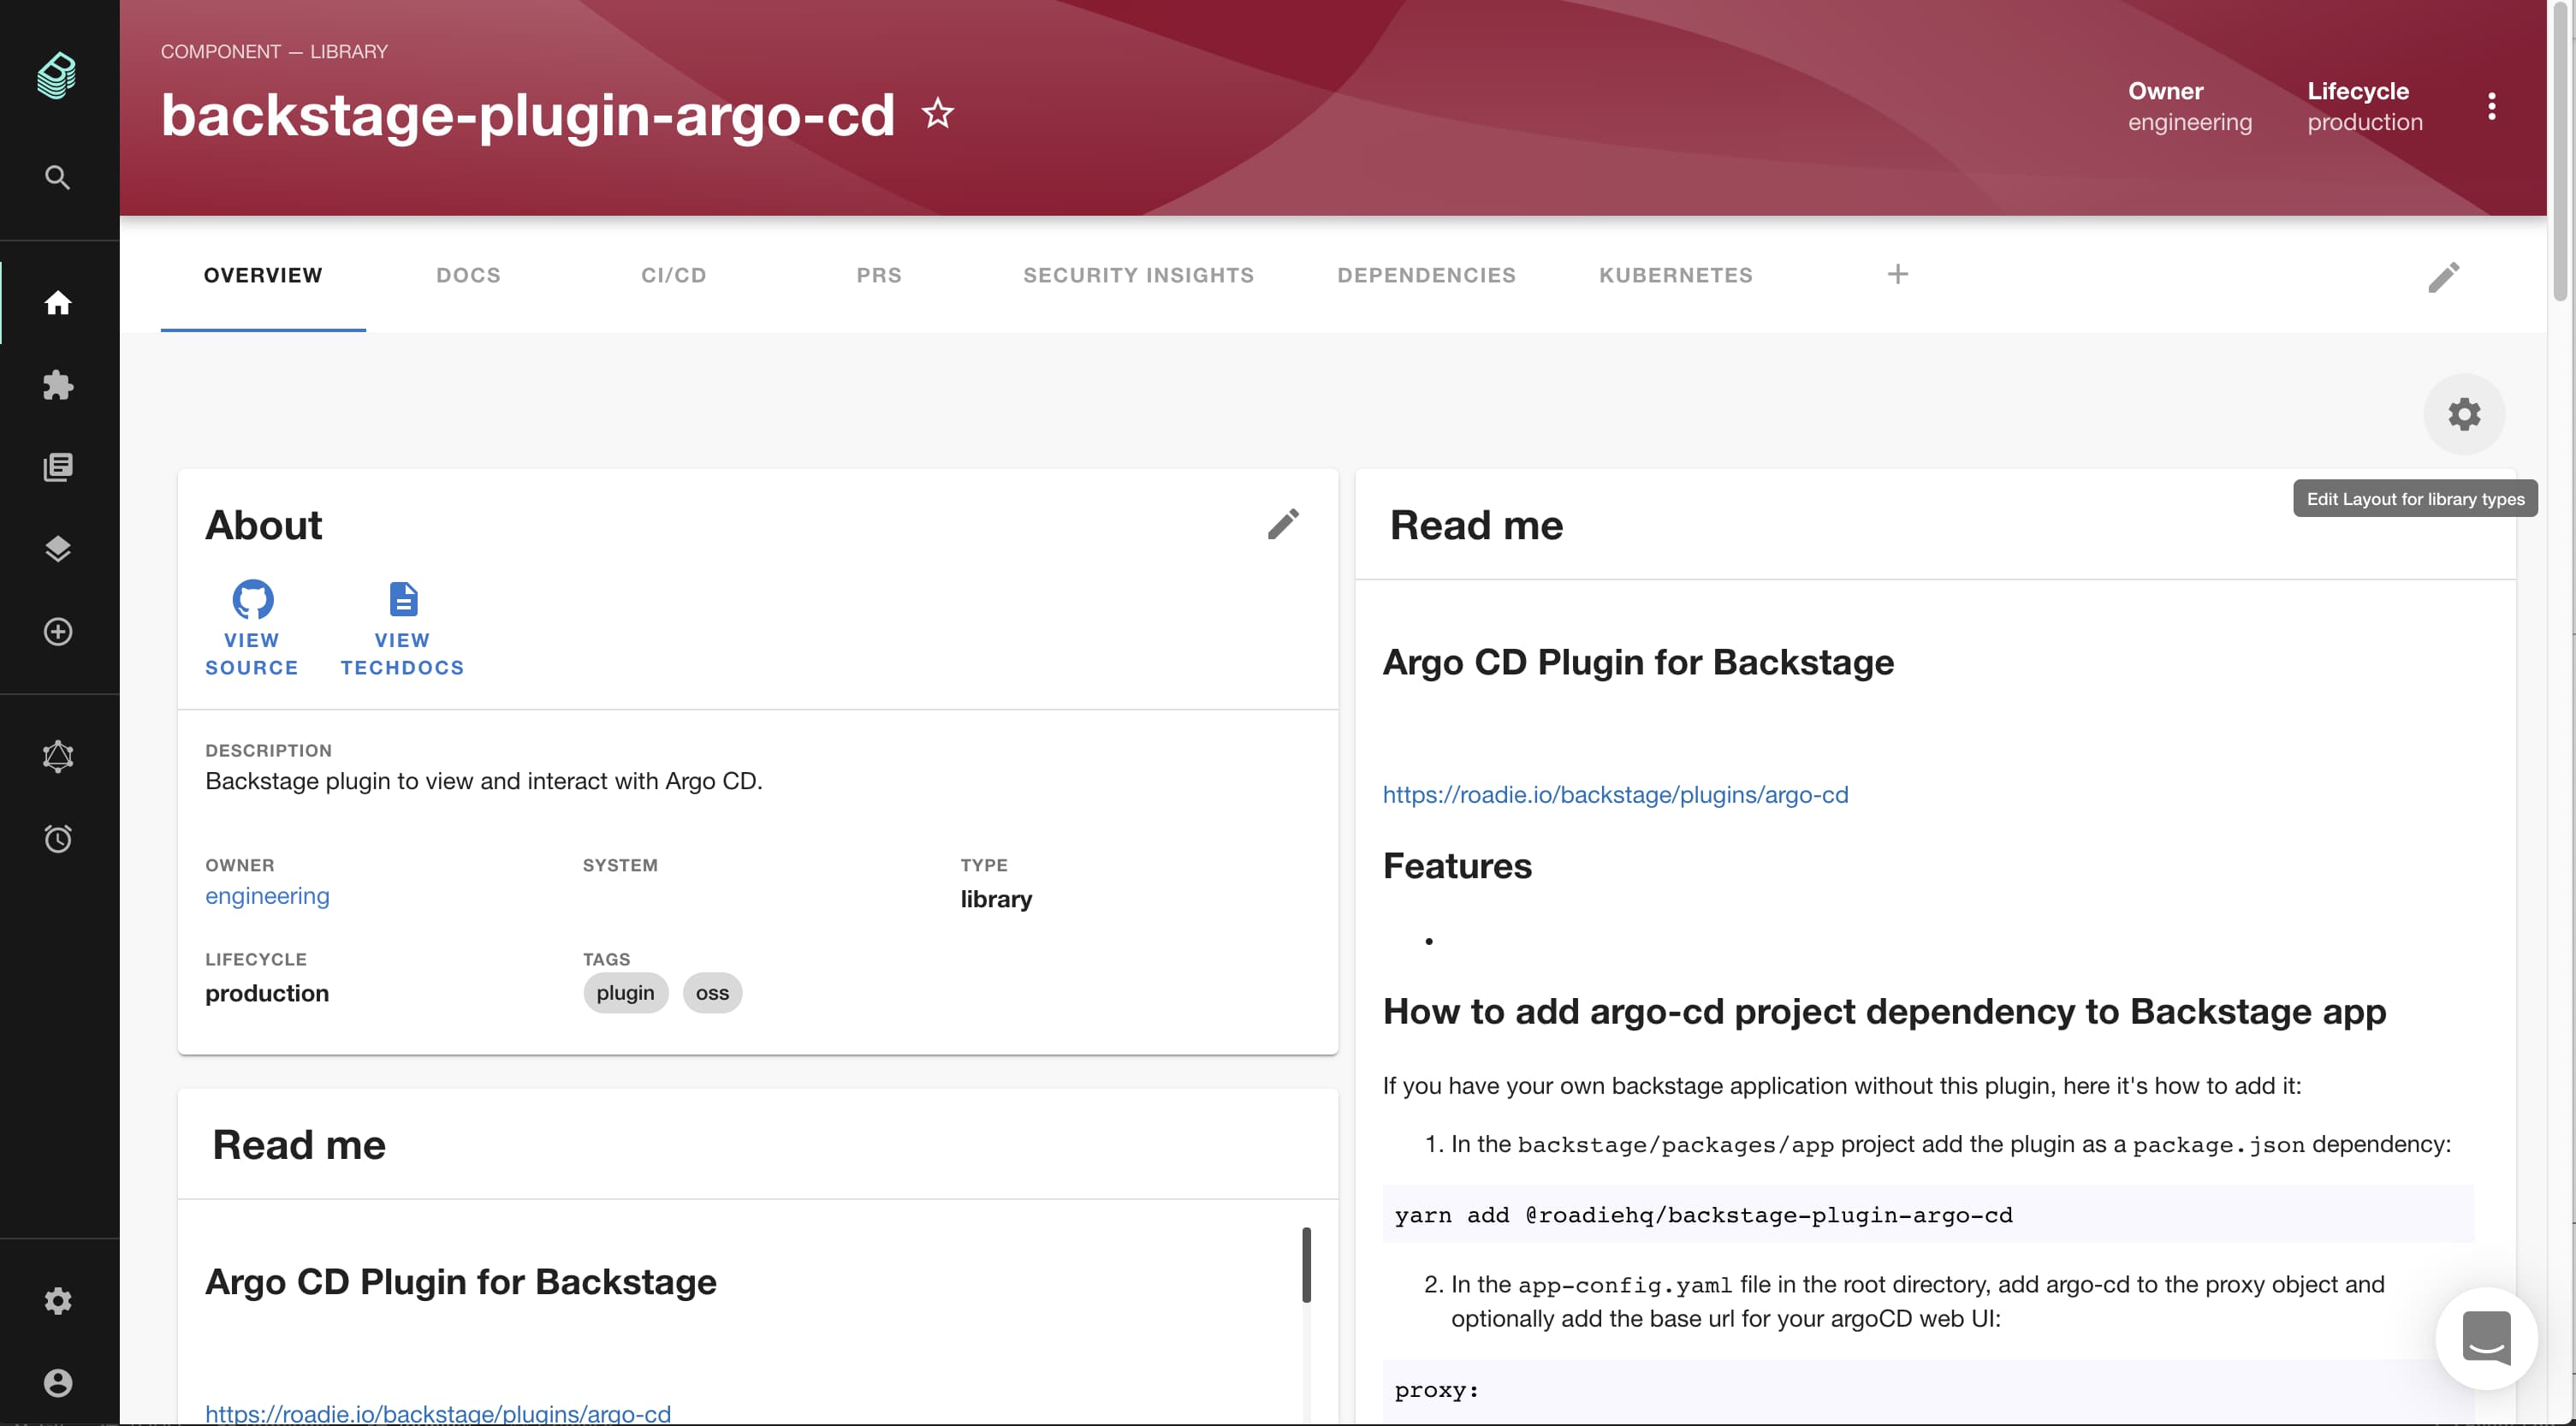 COMPONENT — LIBRARY
backstage-plugin-argo-cd
Owner
engineering
Lifecycle
production
OVERVIEW
DOCS
CI/CD
PRS
SECURITY INSIGHTS
DEPENDENCIES
KUBERNETES
Edit Layout for library types
About
VIEW
SOURCE
VIEW
TECHDOCS
DESCRIPTION
Backstage plugin to view and interact with Argo CD.
OWNER
engineering
SYSTEM
TYPE
library
LIFECYCLE
production
TAGS
plugin
oss
Read me
Argo CD Plugin for Backstage
https://roadie.io/backstage/plugins/argo-cd
Read me
Argo CD Plugin for Backstage
https://roadie.io/backstage/plugins/argo-cd
Features
•
How to add argo-cd project dependency to Backstage app
If you have your own backstage application without this plugin, here it's how to add it:
1. In the backstage/packages/app project add the plugin as a package.json dependency:
yarn add @roadiehq/backstage-plugin-argo-cd
2. In the app-config.yaml file in the root directory, add argo-cd to the proxy object and
optionally add the base url for your argoCD web UI:
proxy: